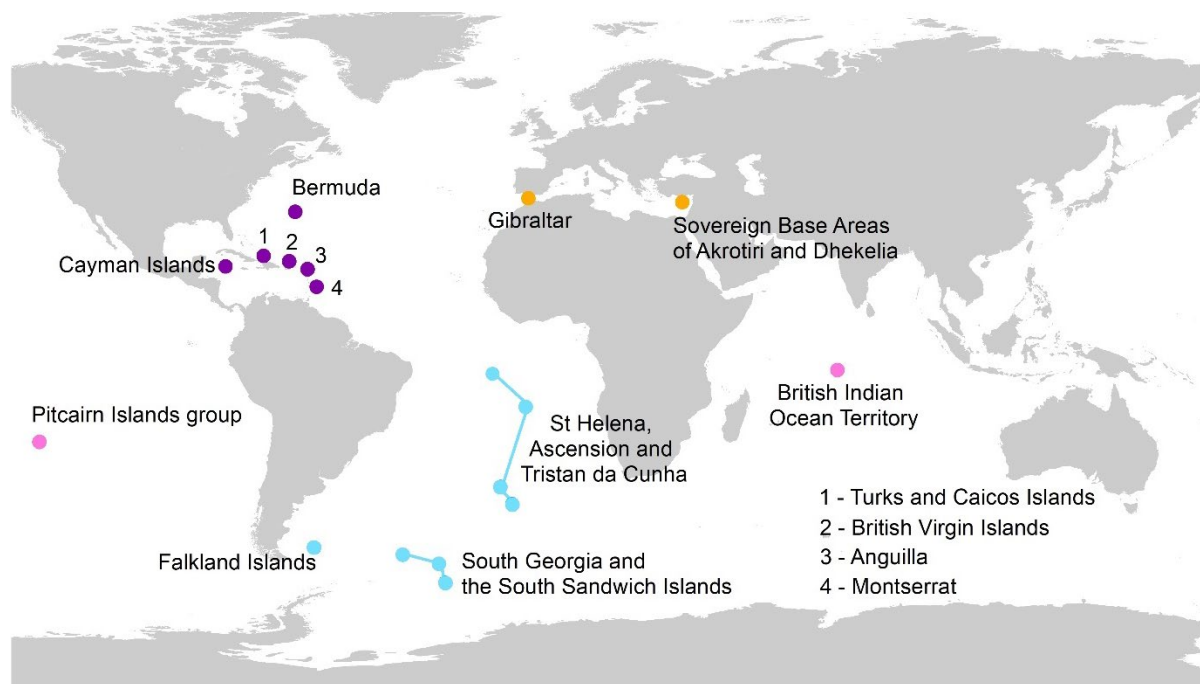 Bermuda
1
2
3
4
Cayman Islands
Gibraltar
Sovereign Base Areas
of Akrotiri and Dhekelia
Pitcairn Islands group
British Indian
Ocean Territory
St Helena,
Ascension and
Tristan da Cunha
Falkland Islands
South Georgia and
the South Sandwich Islands
1 - Turks and Caicos Islands
2 - British Virgin Islands
3 - Anguilla
4 - Montserrat